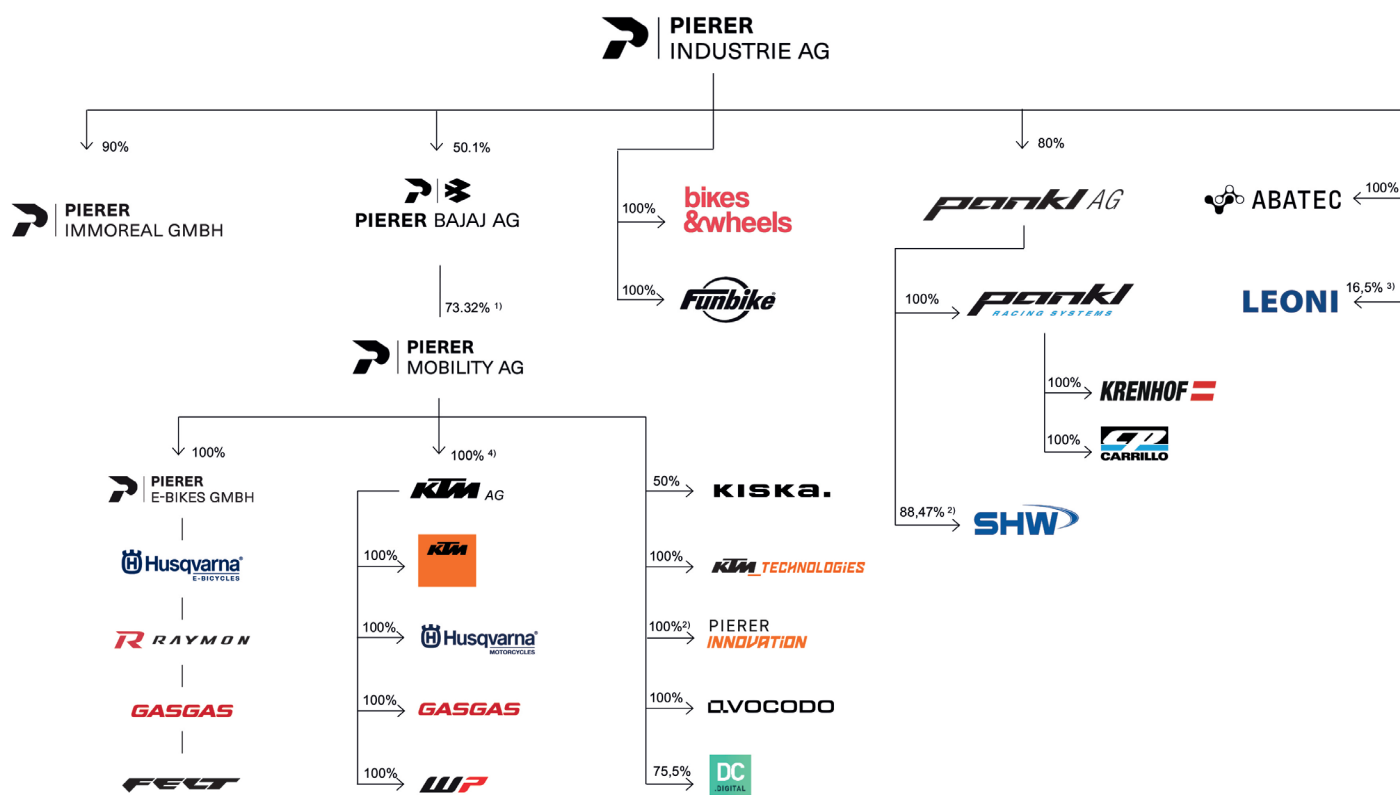 PIERER
INDUSTRIE AG
90%
50.1%
80%
PIERER
IMMOREAL GMBH
PIERER BAJAJ AG
100%
bikes
&wheels
pankl AG
ABATEC
100%
73.32% 1)
100%
Funbike®
100%
pankl
RACING SYSTEMS
LEONI
16,5% 3)
PIERER
MOBILITY AG
100%
KRENHOF
100%
CP
CARRILLO
100%
100% 4)
PIERER
E-BIKES GMBH
KTM AG
50%
KISKA.
88,47% 2)
SHW
Husqvarna®
E-BICYCLES
100%
KTM
100%
KTM_TECHNOLOGIES
RAYMON
100%
Husqvarna®
MOTORCYCLES
100%2)
PIERER
INNOVATION
GASGAS
100%
GASGAS
100%
AVOCODO
FELT
100%
WP
75,5%
DC
.DIGITAL